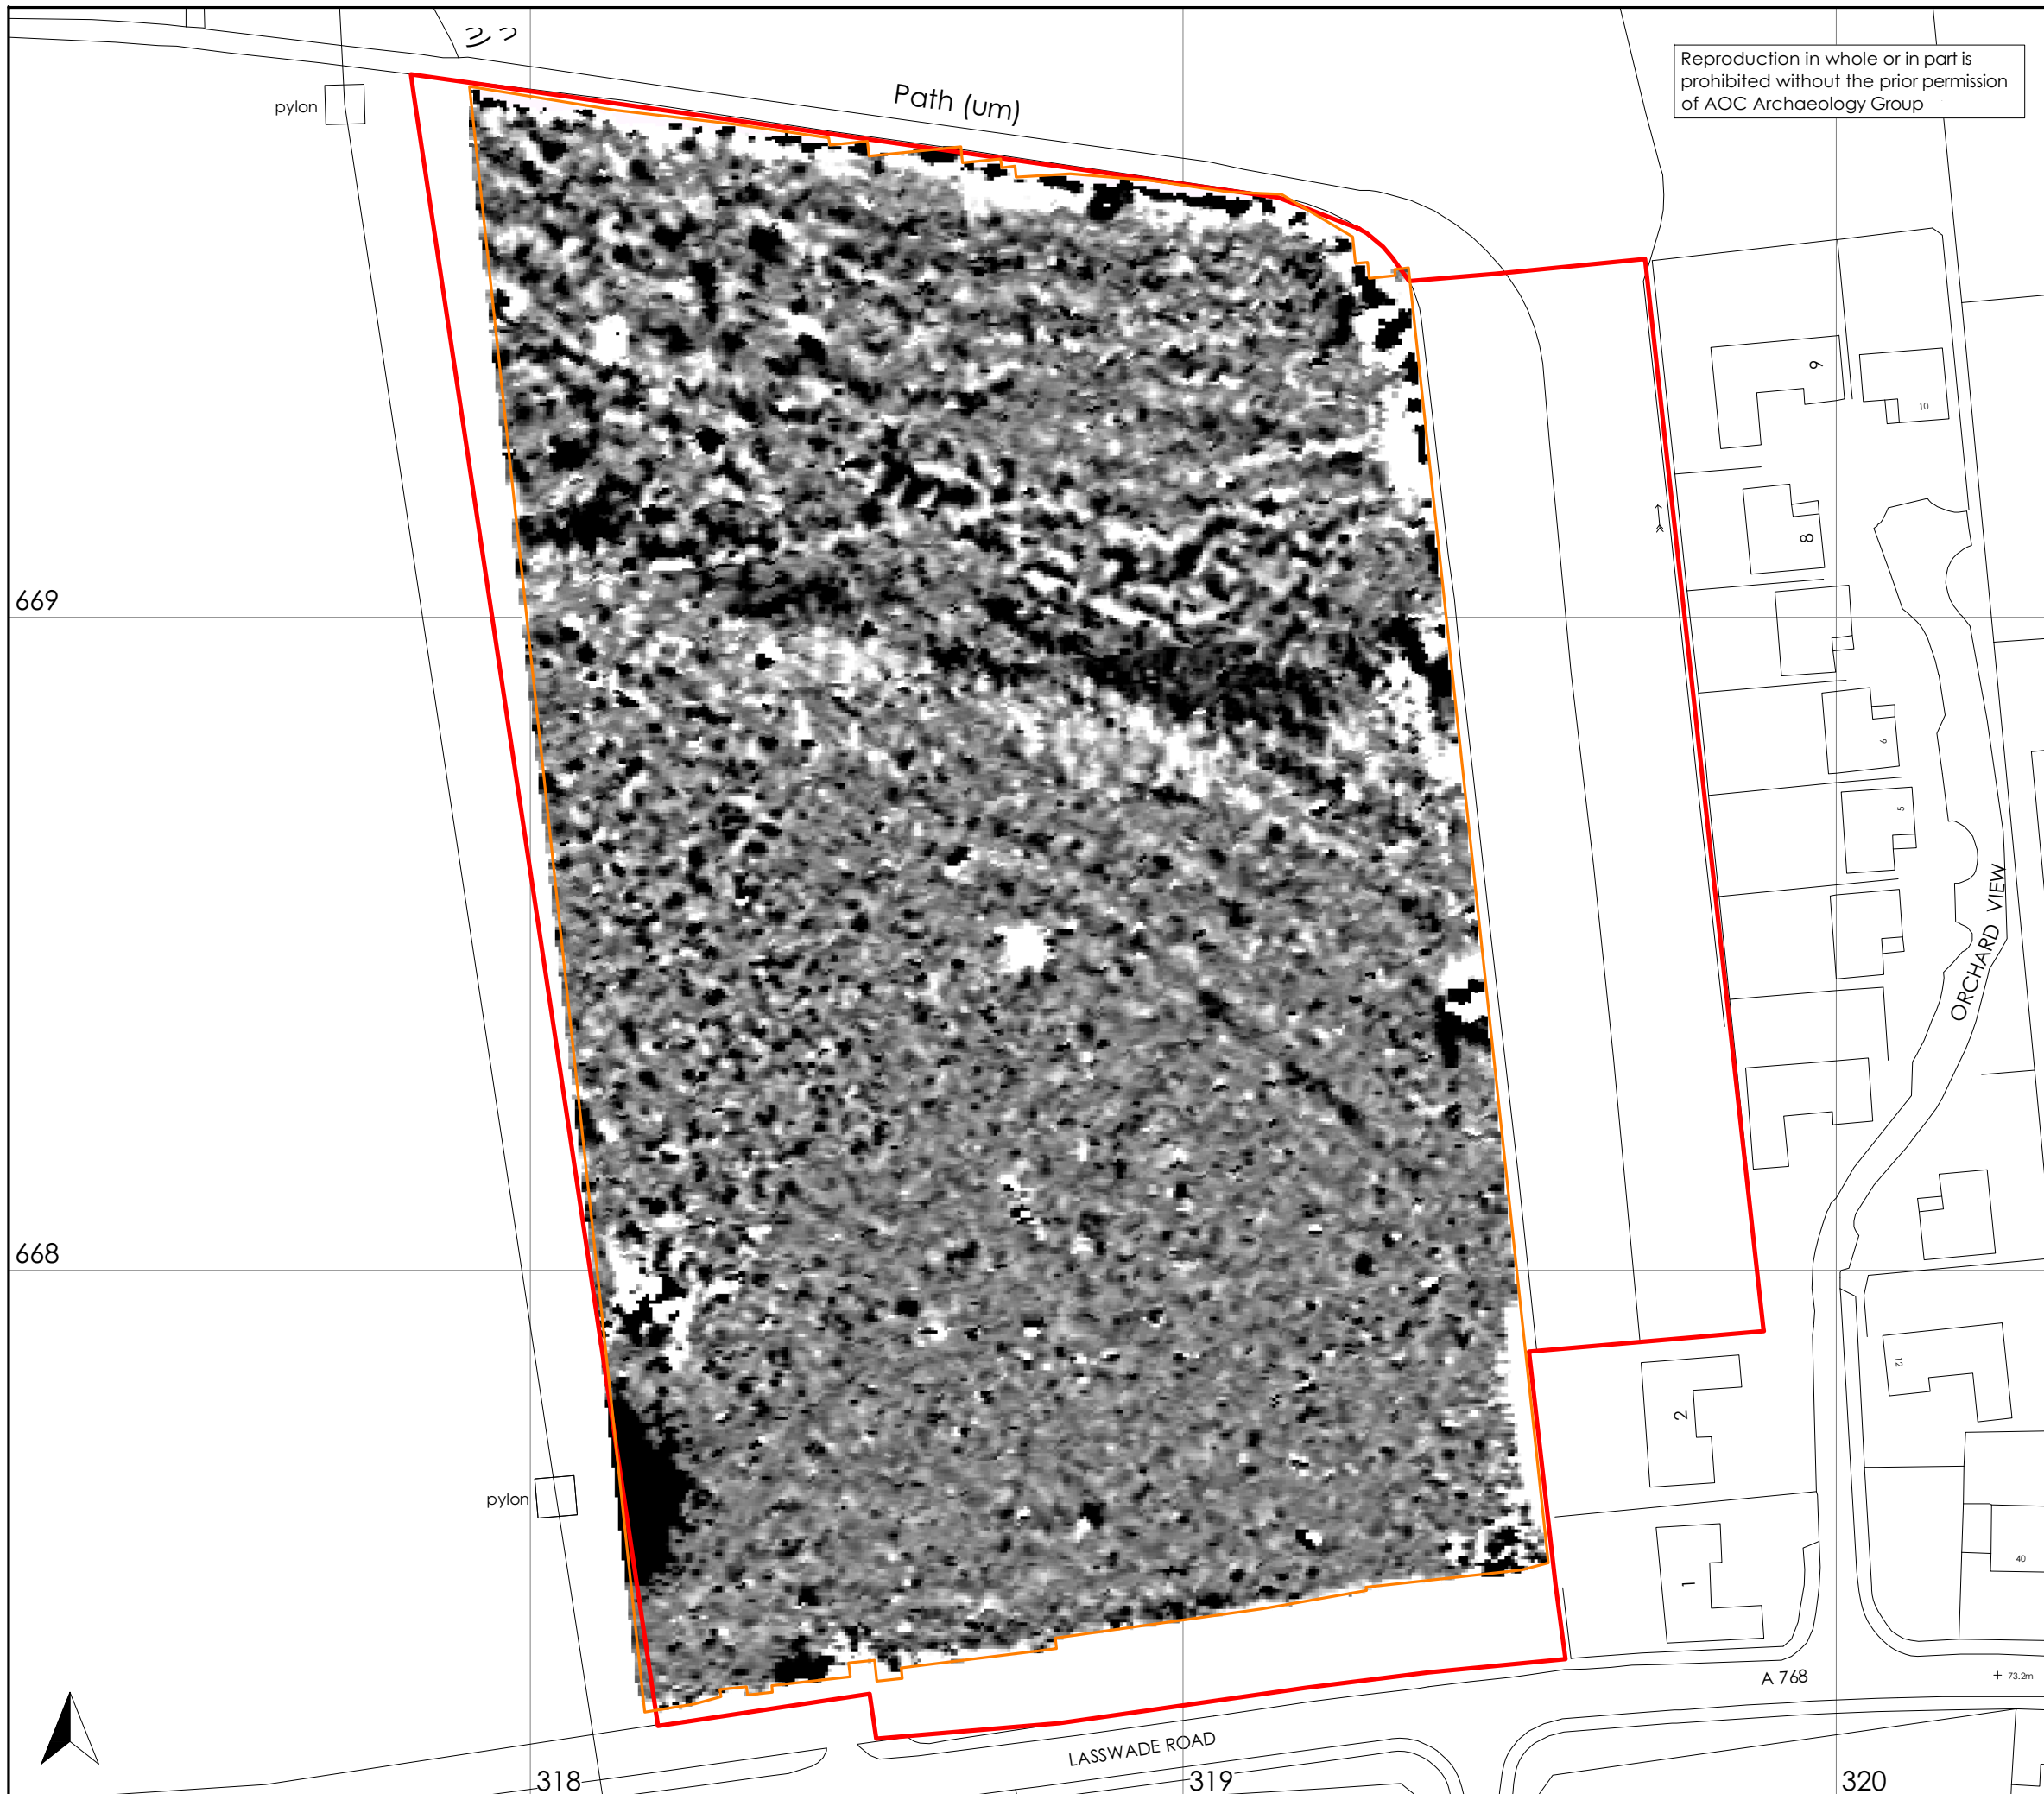 Reproduction in whole or in part is
prohibited without the prior permission
of AOC Archaeology Group
Path (um)
pylon
9
10
8
669
6
5
ORCHARD VIEW
668
12
2
pylon
1
40
A 768
+ 73.2m
LASSWADE ROAD
318
319
320